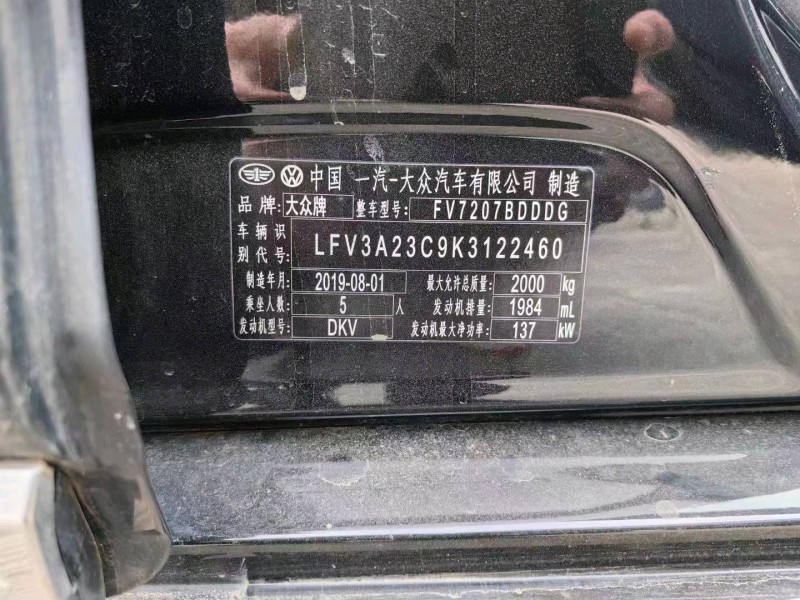 中国 一汽-大众汽车有限公司 制造
品牌: 大众牌 整车型号: FV7207BDDDG
车辆识别代号: LFV3A23C9K3122460
制造年月: 2019-08-01 最大允许总质量: 2000 kg
乘坐人数: 5 人 发动机排量: 1984 mL
发动机型号: DKV 发动机最大净功率: 137 kW